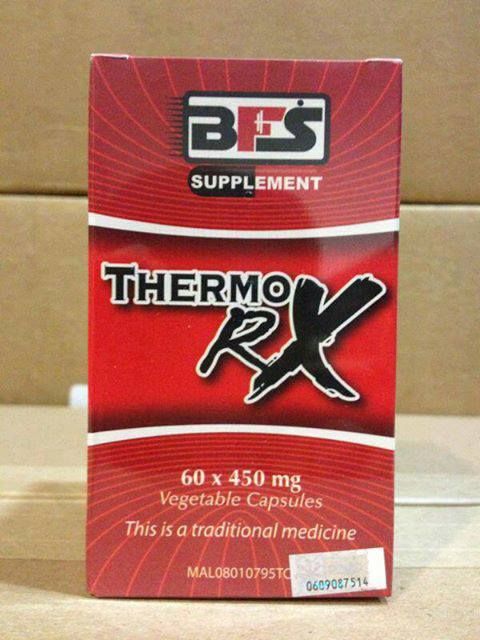 BFS
SUPPLEMENT
THERMO
RX
60 x 450 mg
Vegetable Capsules
This is a traditional medicine
MAL08010795TC
0609087514